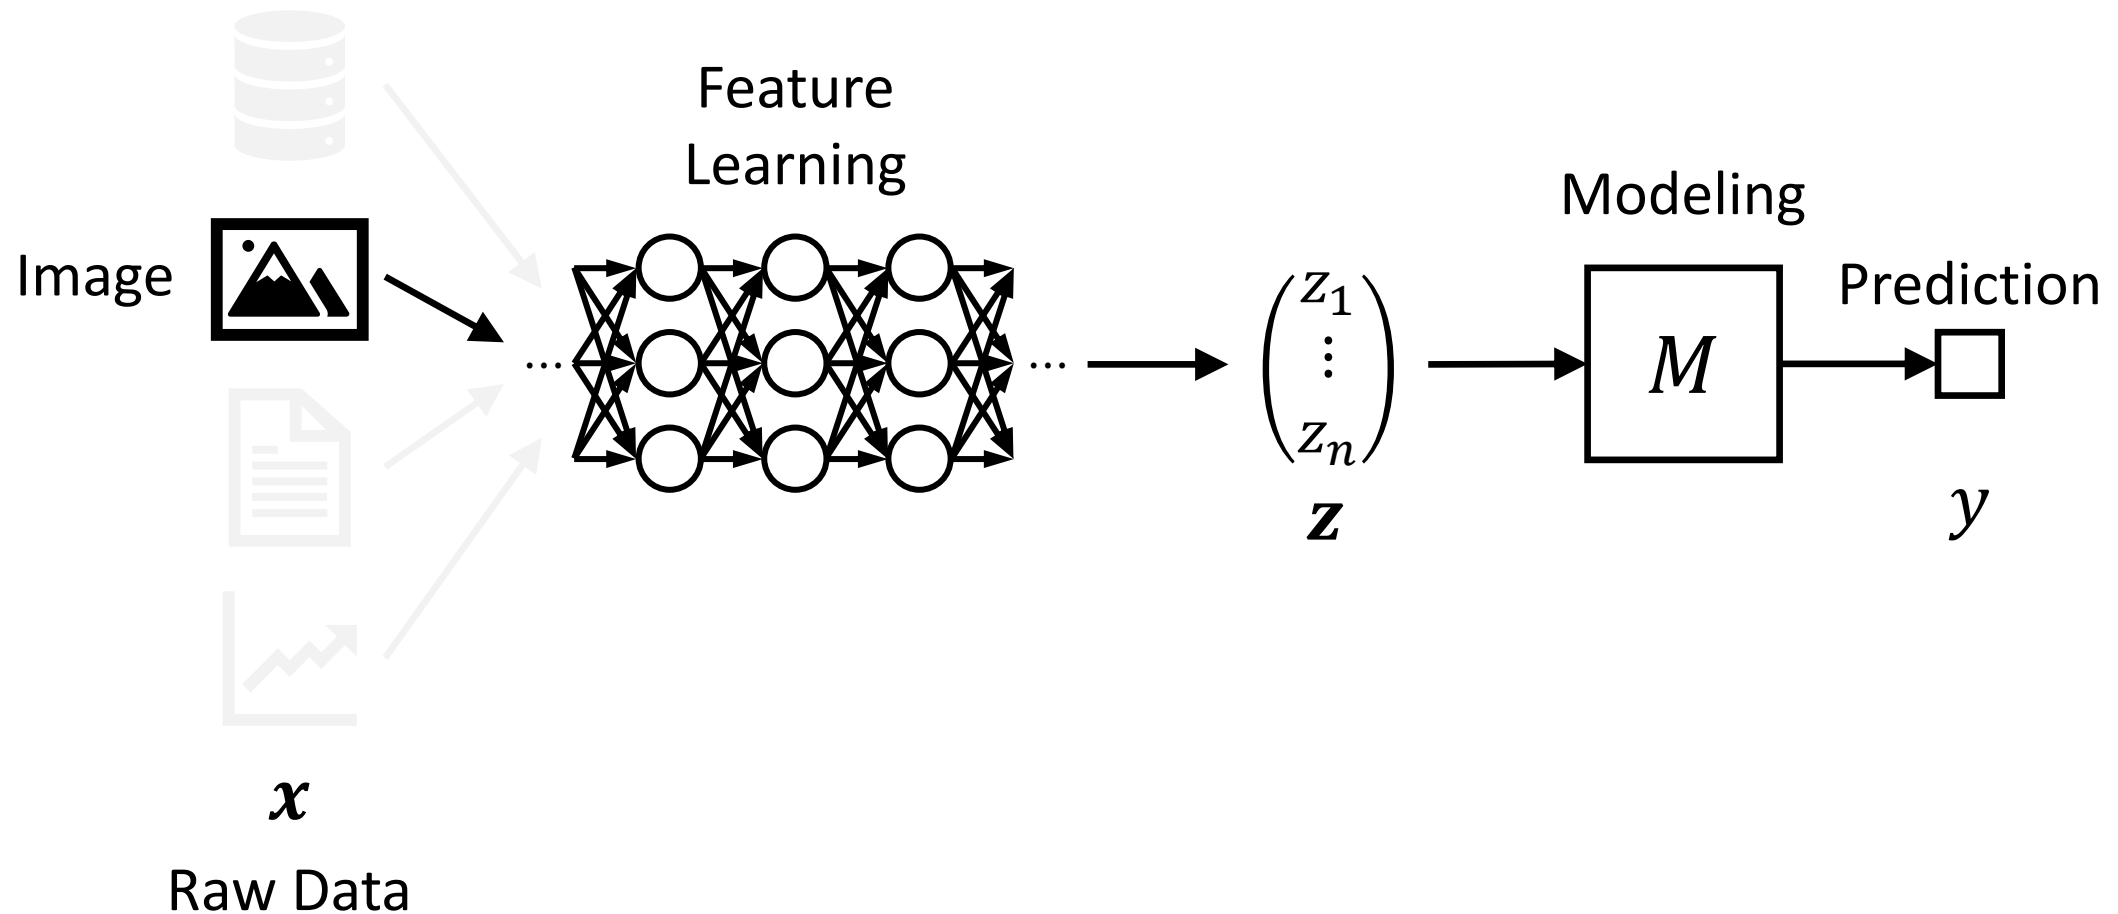 Feature
Learning
Modeling
Image
Prediction
...
...
z₁
⋮
zₙ
M
z
y
x
Raw Data